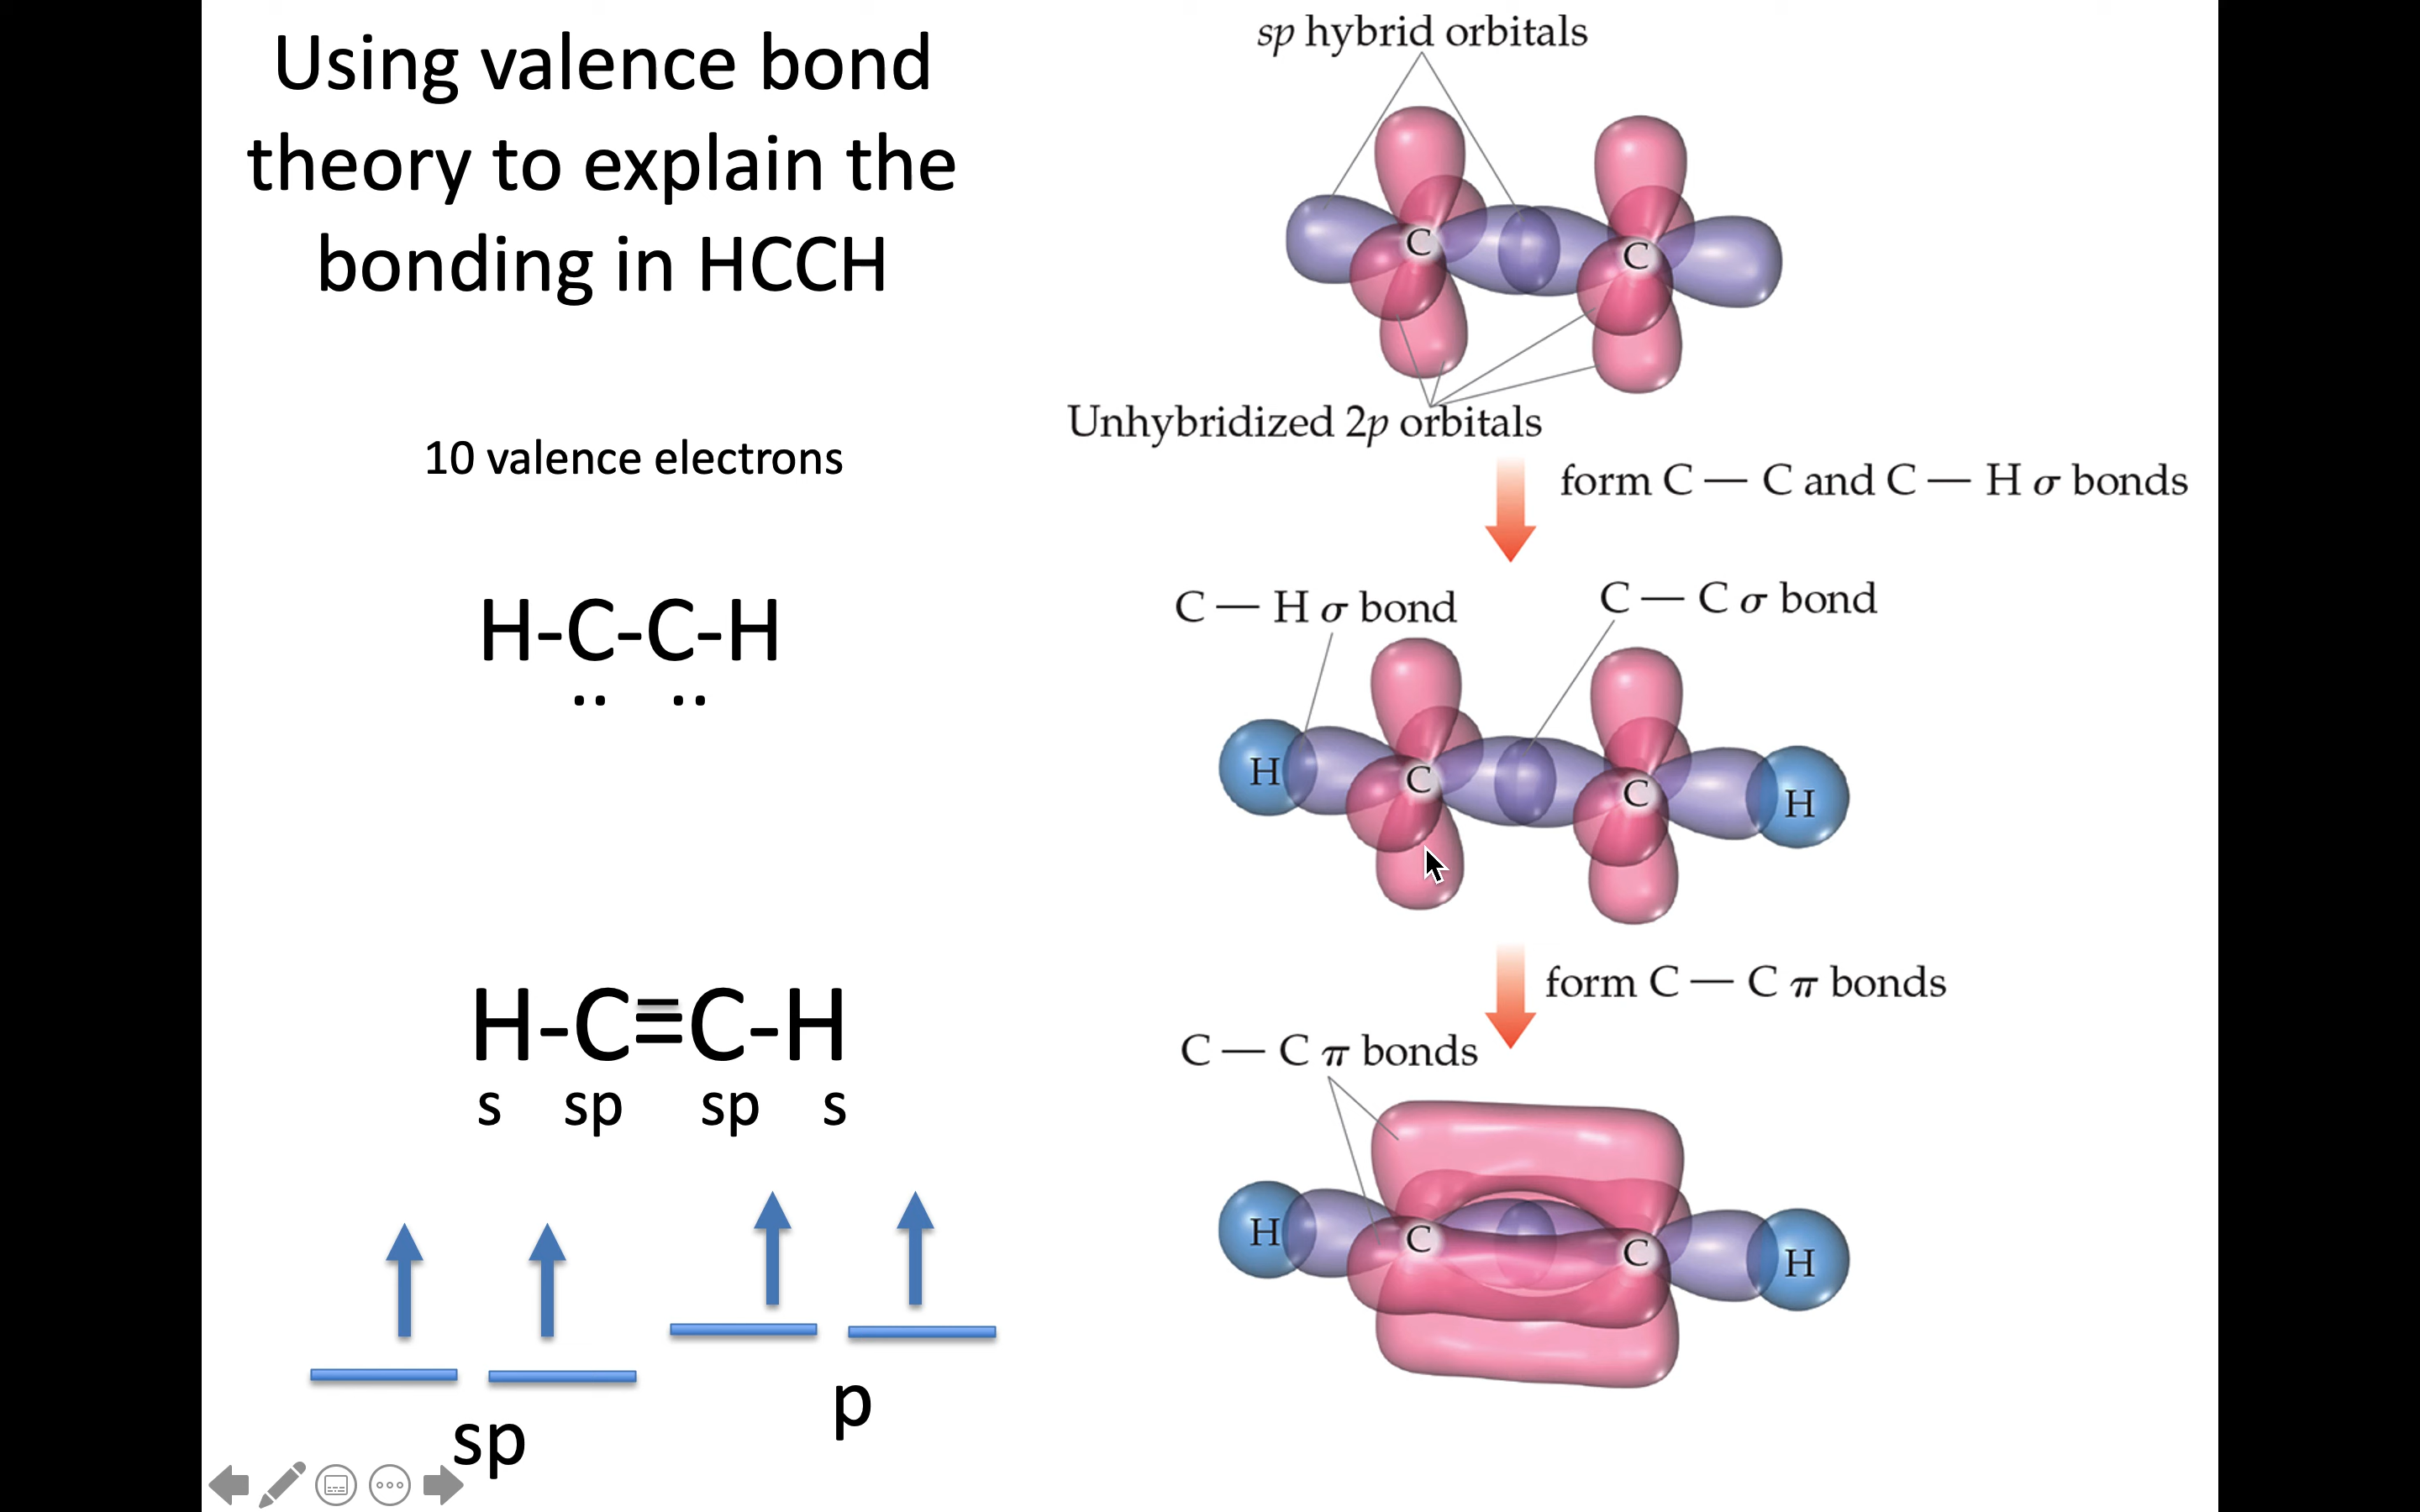 Using valence bond
theory to explain the
bonding in HCCH
10 valence electrons
H-C-C-H
.. ..
H-C≡C-H
s sp sp s
sp
p
sp hybrid orbitals
C C
Unhybridized 2p orbitals
form C — C and C — H σ bonds
C — H σ bond
C — C σ bond
H C C H
form C — C π bonds
C — C π bonds
H C C H